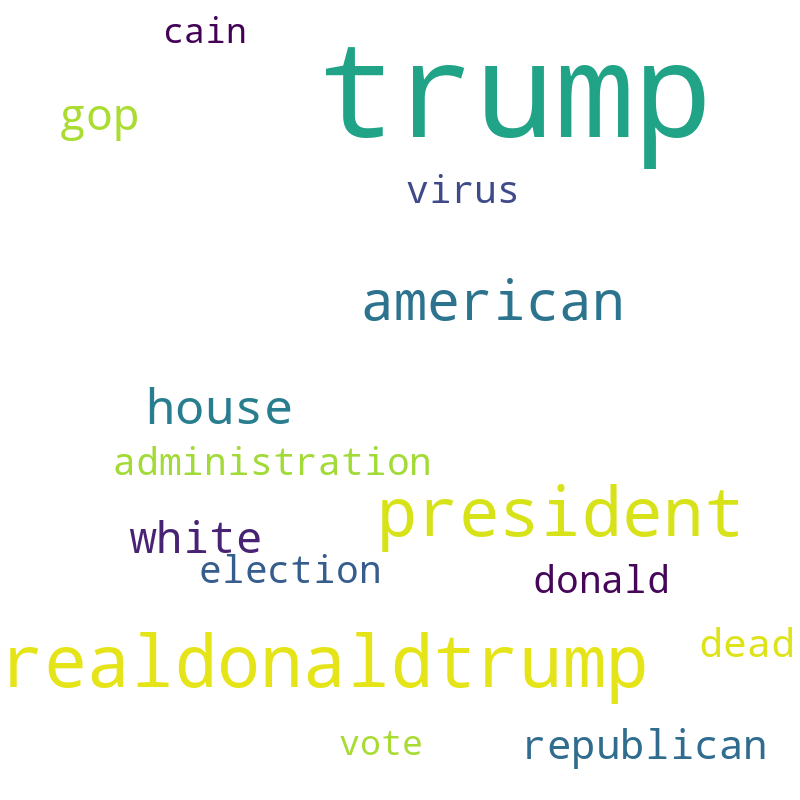 cain
trump
gop
virus
american
house
administration
president
white
election
donald
realdonaldtrump
dead
vote
republican